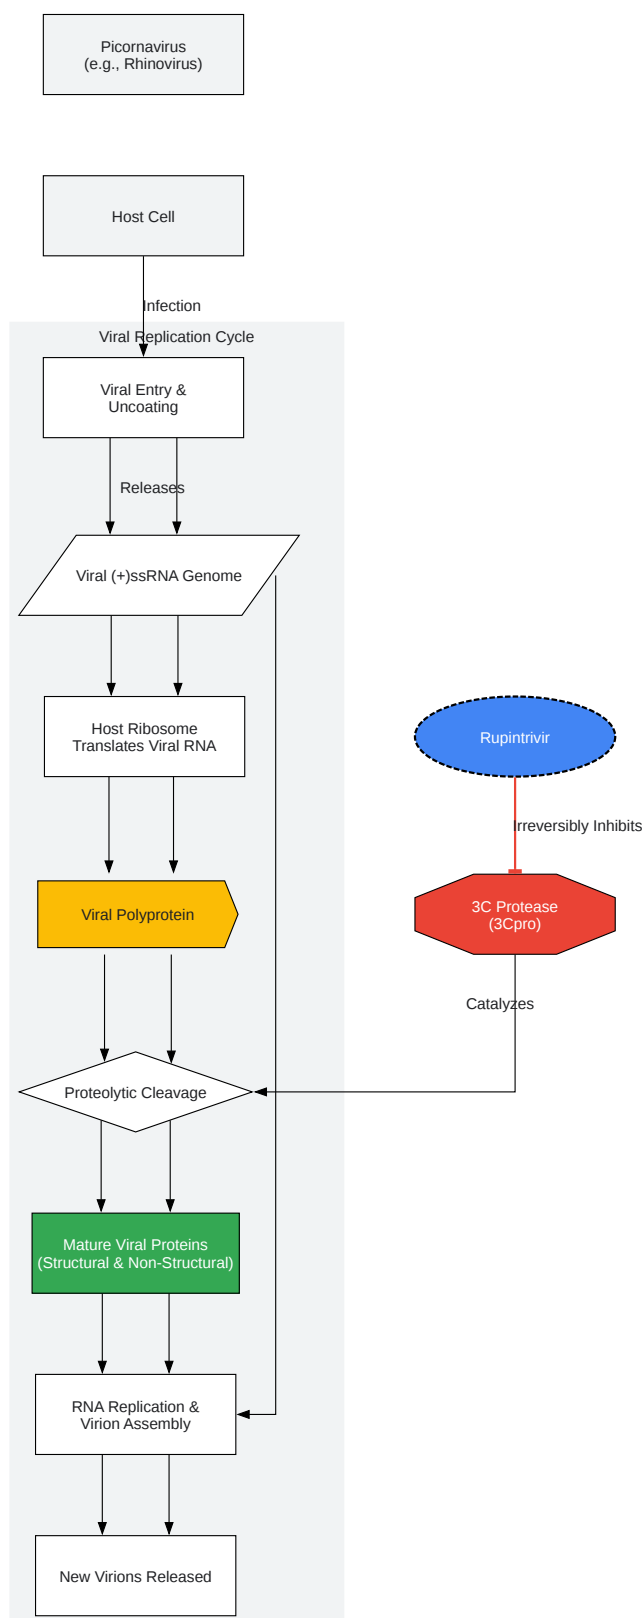 Picornavirus
(e.g., Rhinovirus)
Host Cell
Infection
Viral Replication Cycle
Viral Entry &
Uncoating
Releases
Viral (+)ssRNA Genome
Host Ribosome
Translates Viral RNA
Rupintrivir
Irreversibly Inhibits
Viral Polyprotein
3C Protease
(3Cpro)
Catalyzes
Proteolytic Cleavage
Mature Viral Proteins
(Structural & Non-Structural)
RNA Replication &
Virion Assembly
New Virions Released